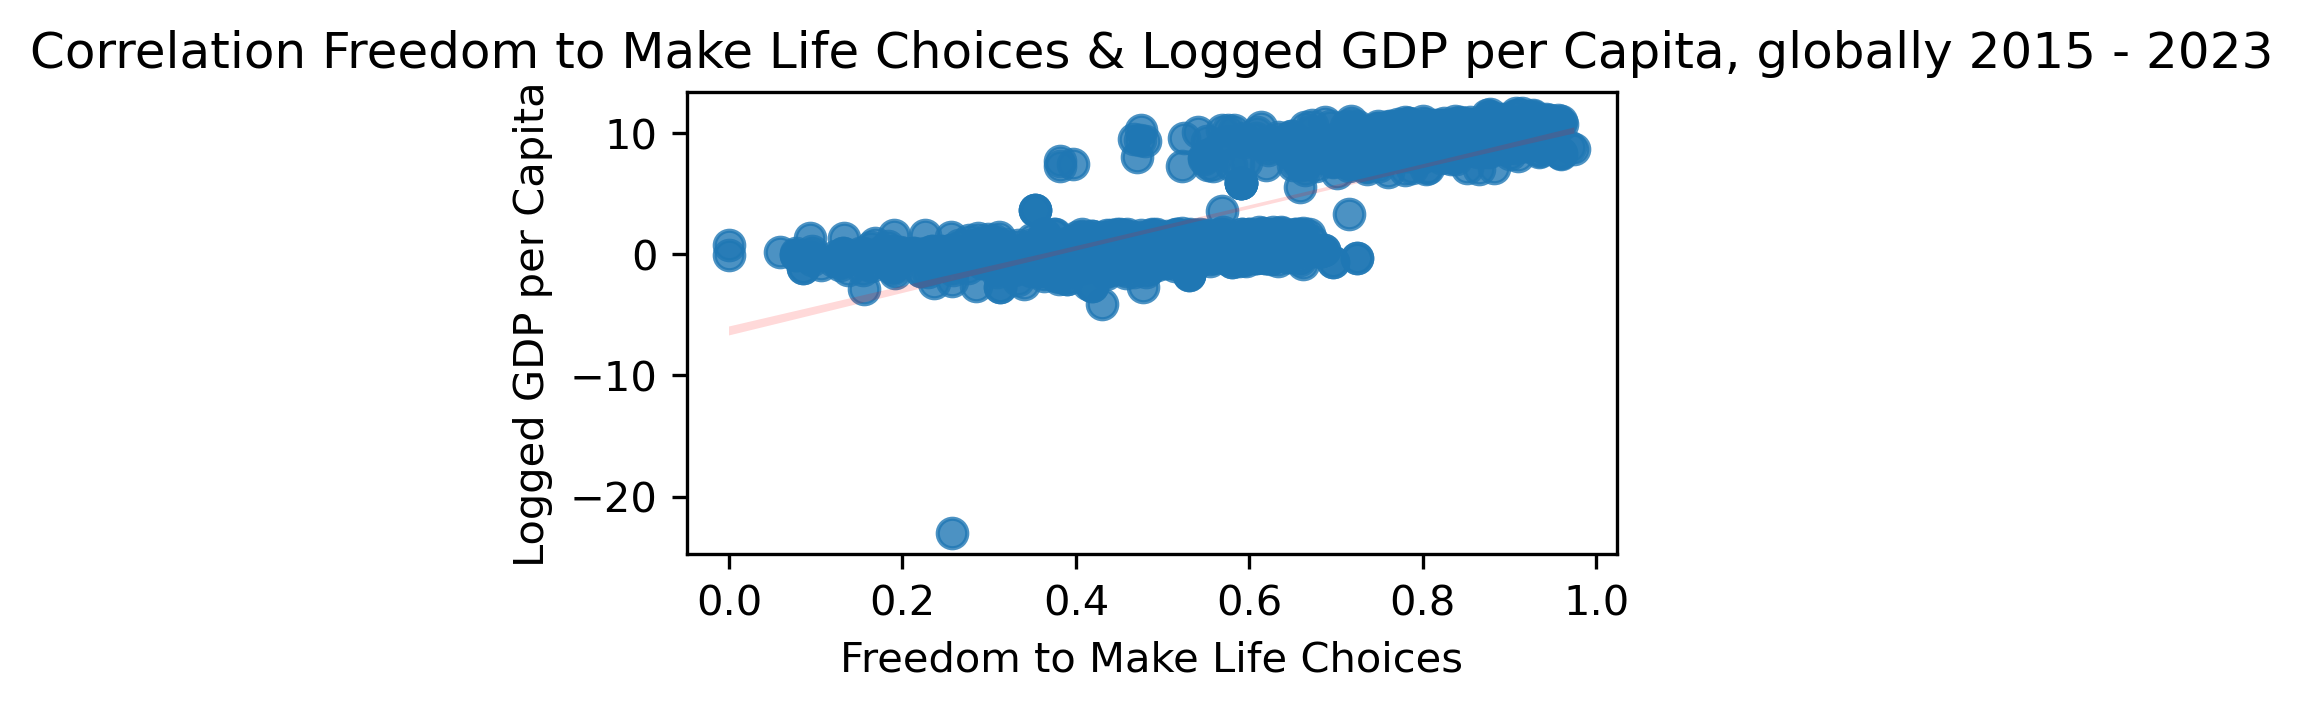 Correlation Freedom to Make Life Choices & Logged GDP per Capita, globally 2015 - 2023
Logged GDP per Capita
10
0
−10
−20
0.0 0.2 0.4 0.6 0.8 1.0
Freedom to Make Life Choices